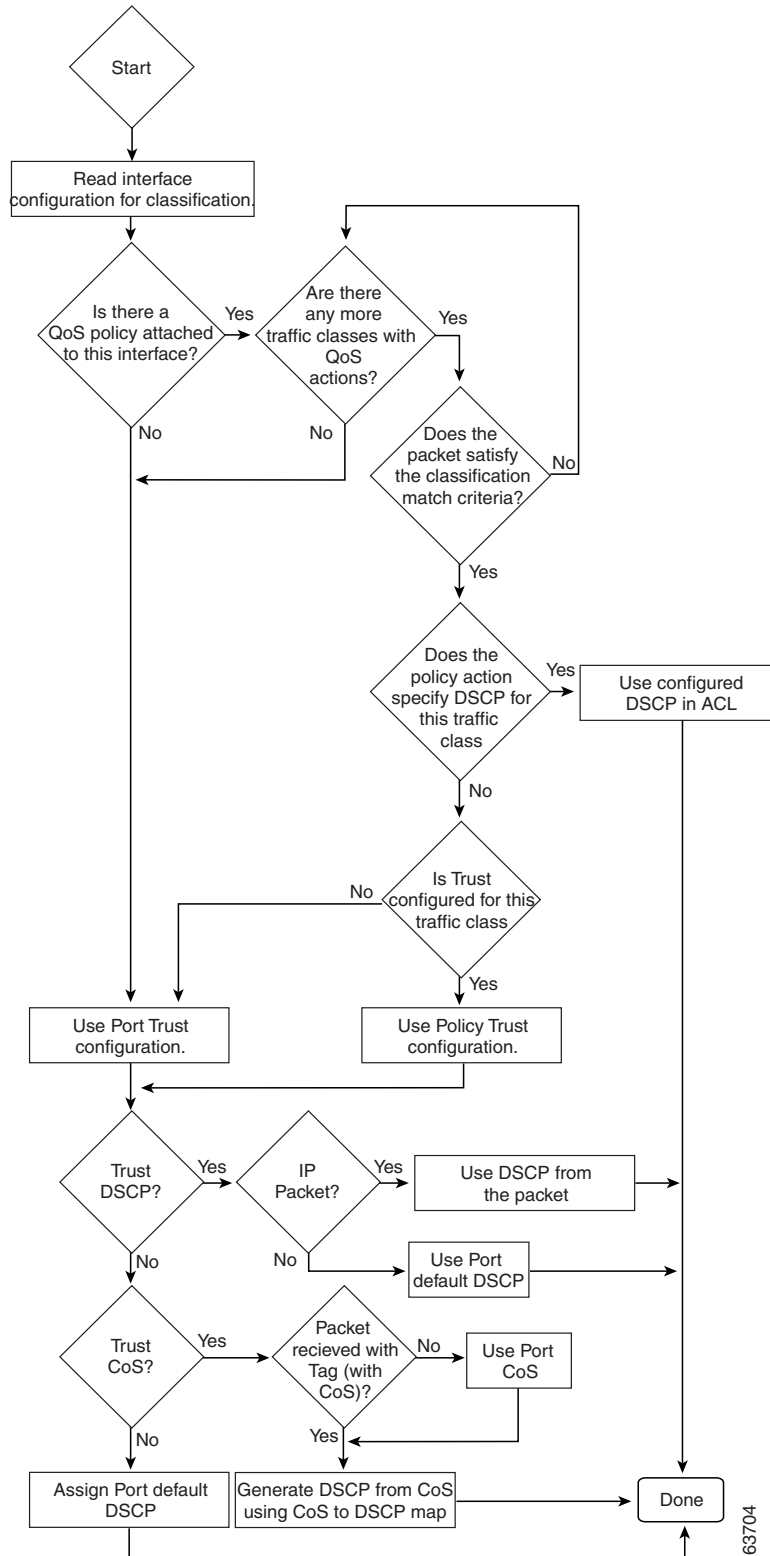 Start
Read interface
configuration for classification.
Is there a
QoS policy attached
to this interface?
Yes
No
Are there
any more
traffic classes with
QoS
actions?
Yes
No
Does the
packet satisfy
the classification
match criteria?
No
Yes
Does the
policy action
specify DSCP for
this traffic
class
Yes
Use configured
DSCP in ACL
No
Is Trust
configured for this
traffic class
No
Yes
Use Port Trust
configuration.
Use Policy Trust
configuration.
Trust
DSCP?
Yes
IP
Packet?
Yes
Use DSCP from
the packet
No
No
Use Port
default DSCP
Trust
CoS?
Yes
Packet
recieved with
Tag (with
CoS)?
No
Use Port
CoS
No
Yes
Assign Port default
DSCP
Generate DSCP from CoS
using CoS to DSCP map
Done
63704